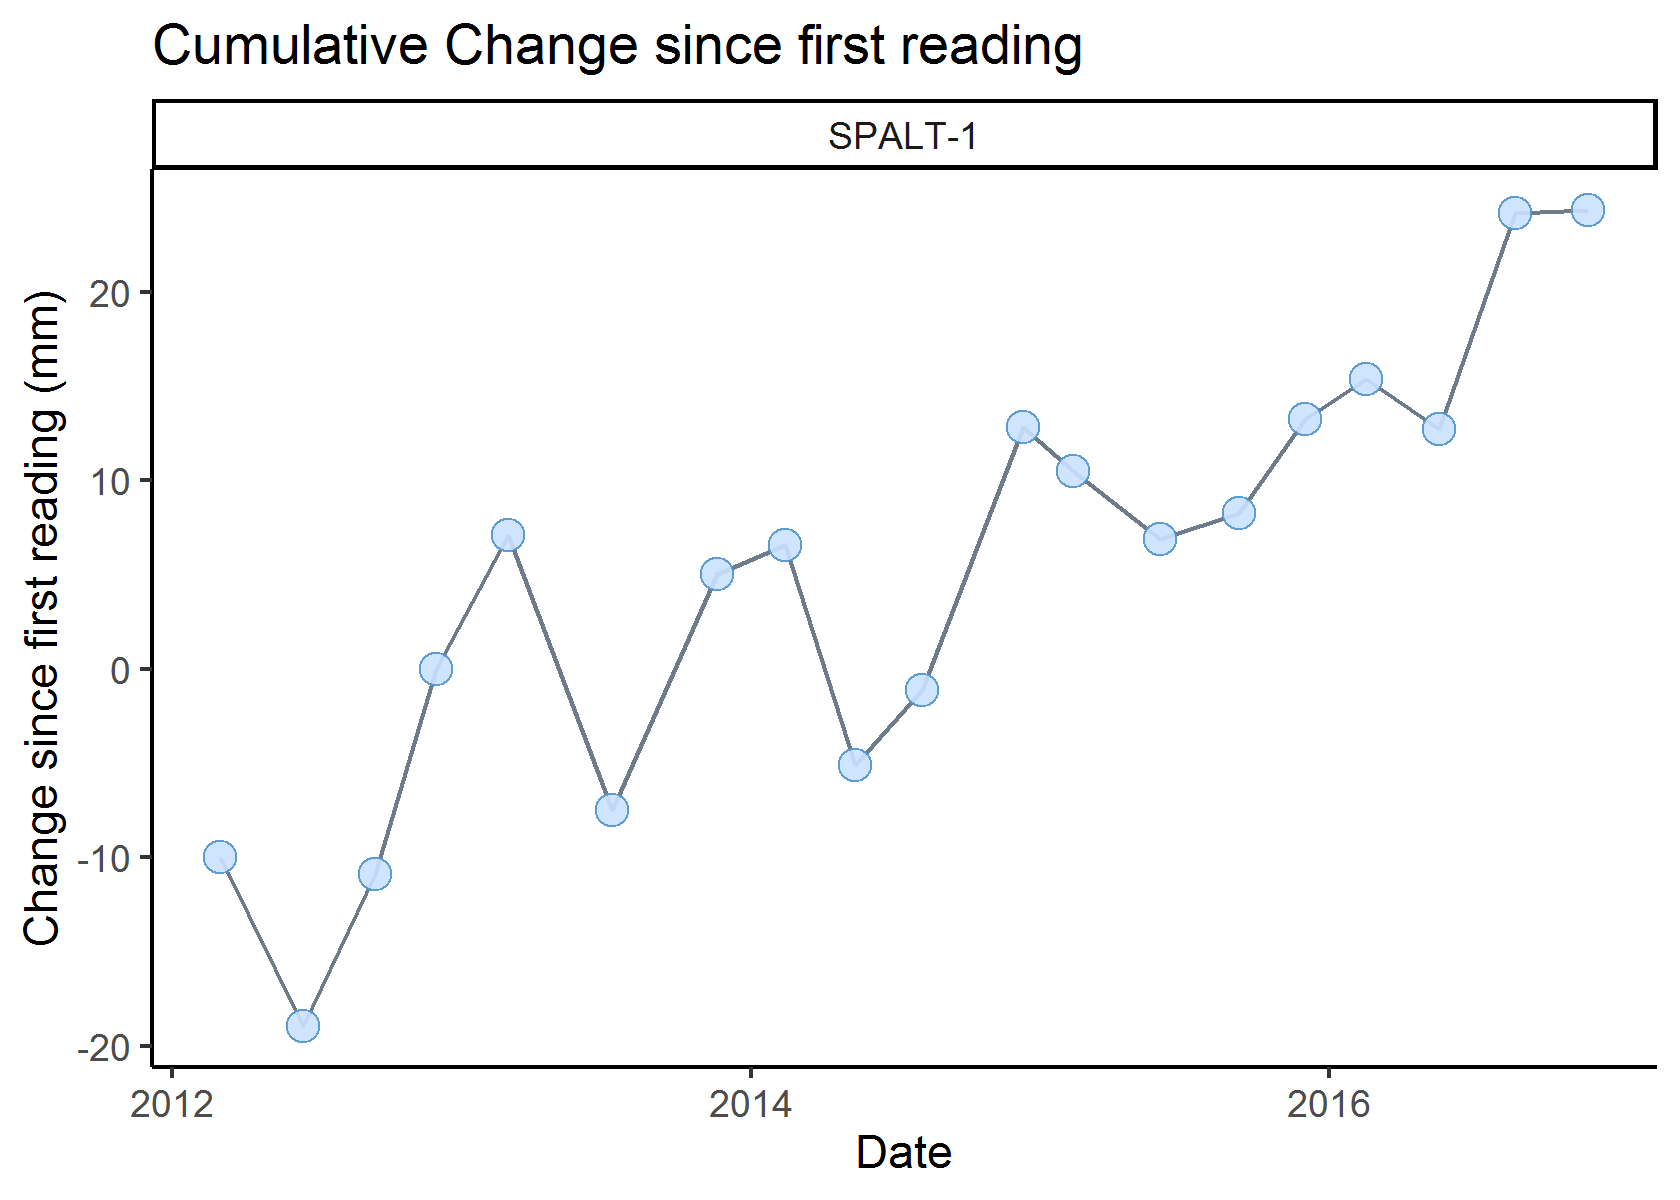 Cumulative Change since first reading
SPALT-1
Change since first reading (mm)
20
10
0
-10
-20
2012
2014
2016
Date